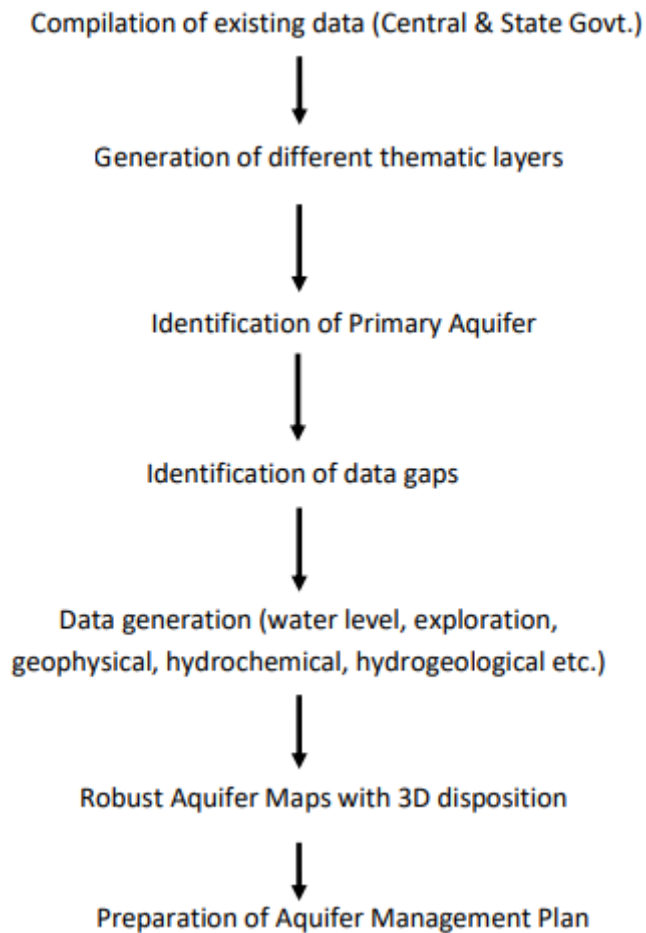 Compilation of existing data (Central & State Govt.)
Generation of different thematic layers
Identification of Primary Aquifer
Identification of data gaps
Data generation (water level, exploration,
geophysical, hydrochemical, hydrogeological etc.)
Robust Aquifer Maps with 3D disposition
Preparation of Aquifer Management Plan